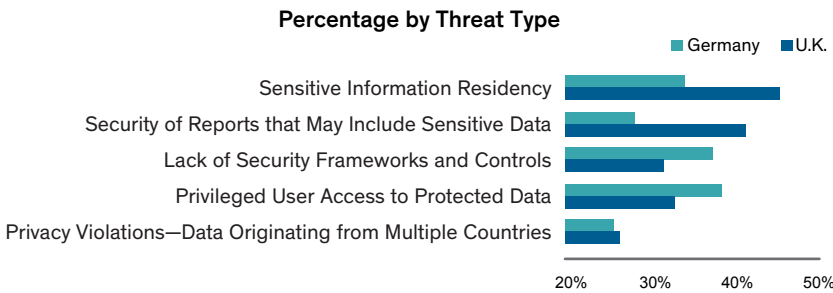 Percentage by Threat Type
Germany U.K.
Sensitive Information Residency
Security of Reports that May Include Sensitive Data
Lack of Security Frameworks and Controls
Privileged User Access to Protected Data
Privacy Violations—Data Originating from Multiple Countries
20% 30% 40% 50%